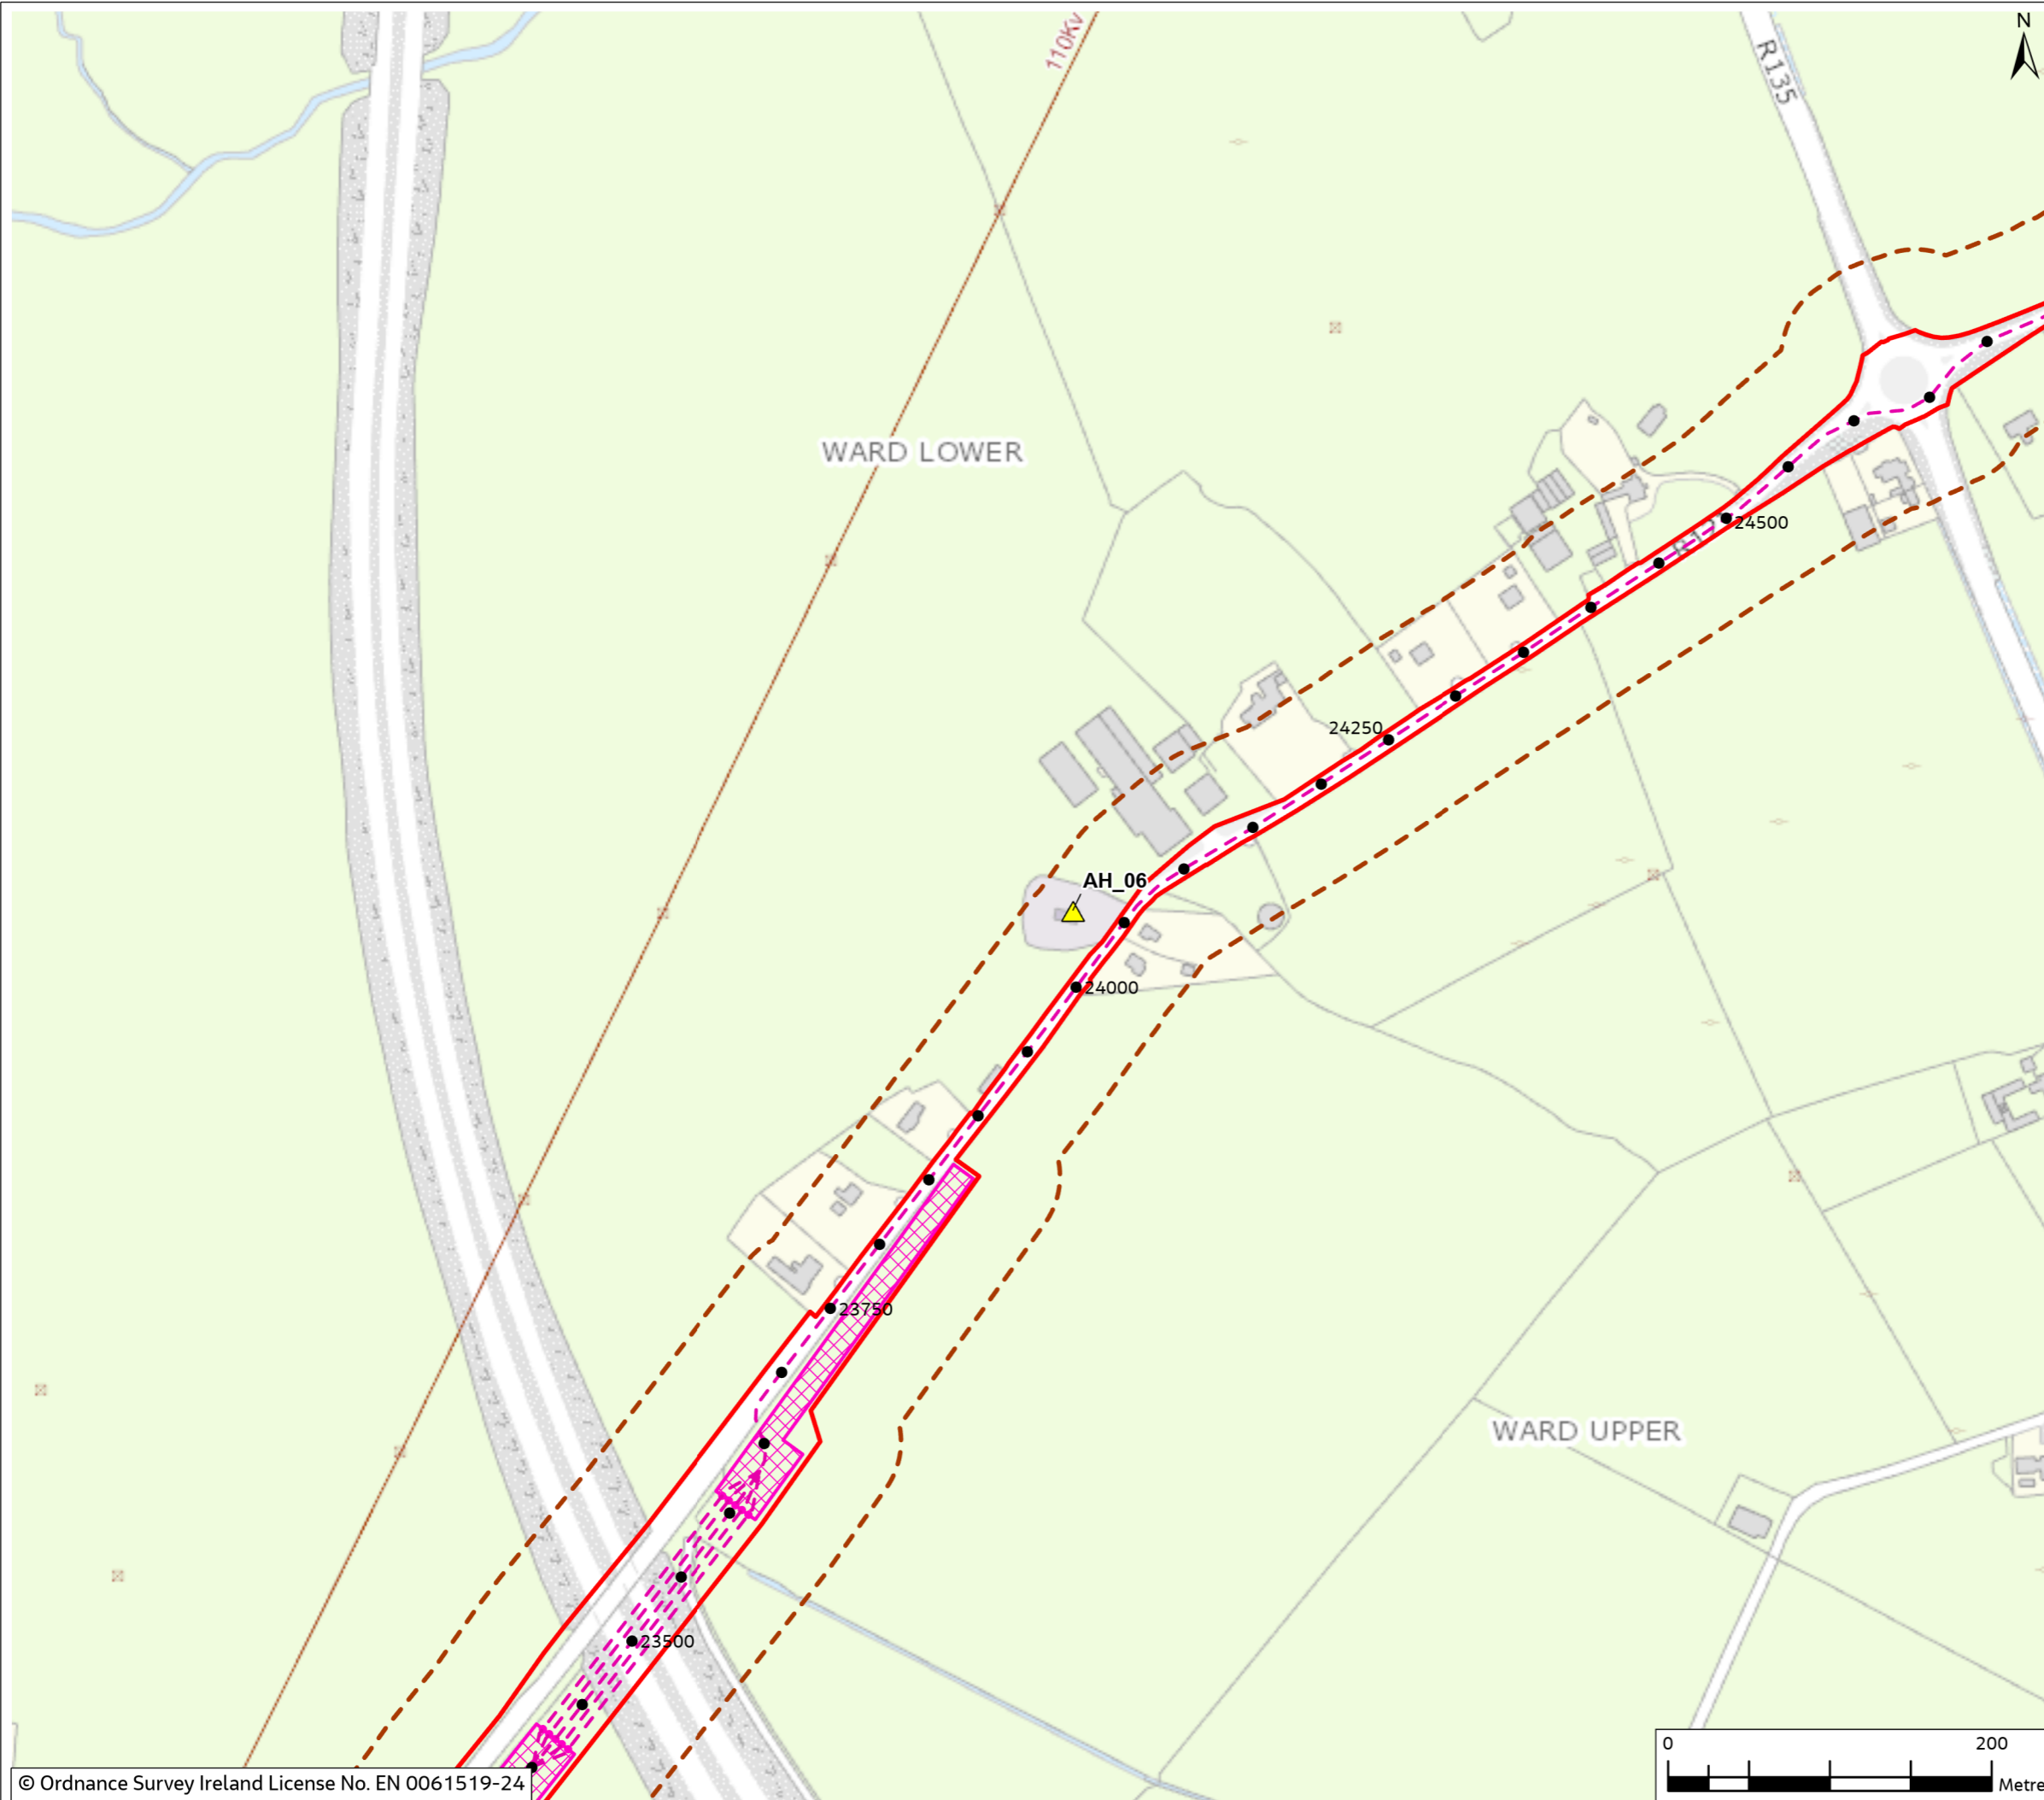 N
110Kv
R135
WARD LOWER
24500
24250
AH_06
24000
23750
WARD UPPER
23500
0 200
Metre
© Ordnance Survey Ireland License No. EN 0061519-24